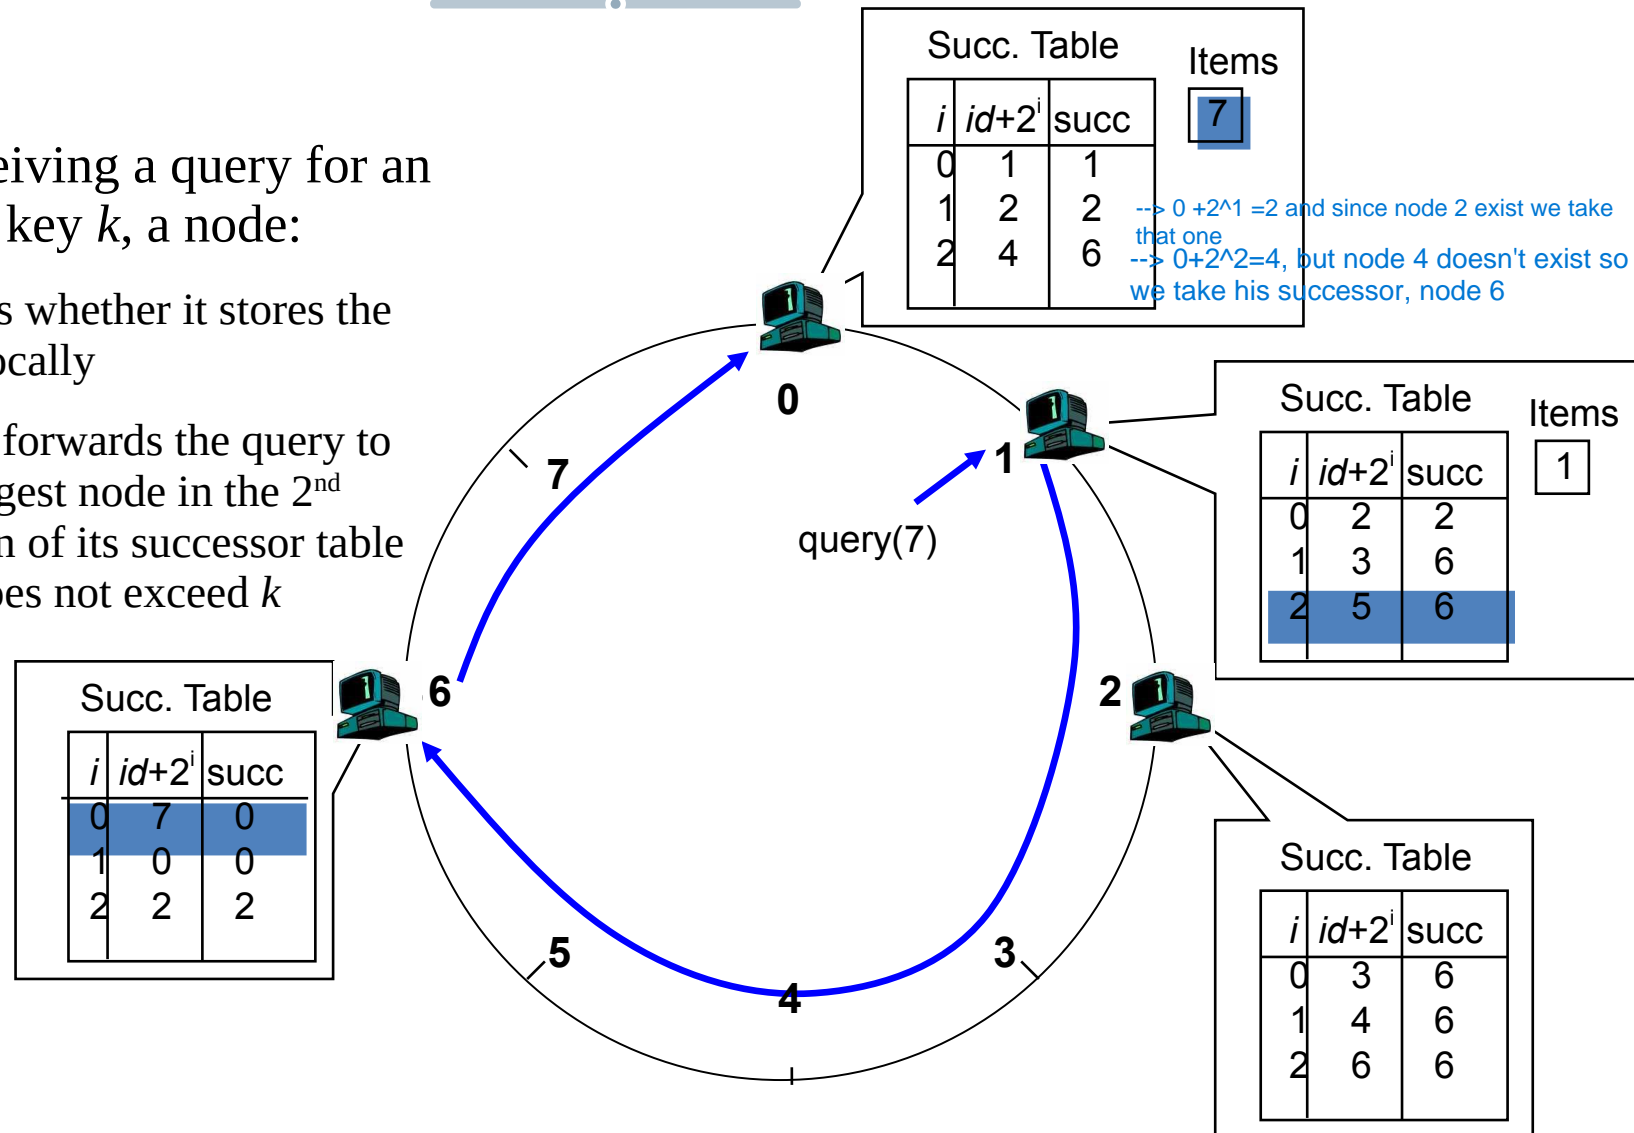 eiving a query for an
key k, a node:
s whether it stores the
ocally
forwards the query to
gest node in the 2nd
n of its successor table
oes not exceed k
Succ. Table
Items
7
i id+2i succ
0 1 1
1 2 2
2 4 6
--> 0 +2^1 =2 and since node 2 exist we take
that one
--> 0+2^2=4, but node 4 doesn't exist so
we take his successor, node 6
0
1
2
3
4
5
6
7
query(7)
Succ. Table
Items
1
i id+2i succ
0 2 2
1 3 6
2 5 6
Succ. Table
i id+2i succ
0 7 0
1 0 0
2 2 2
Succ. Table
i id+2i succ
0 3 6
1 4 6
2 6 6